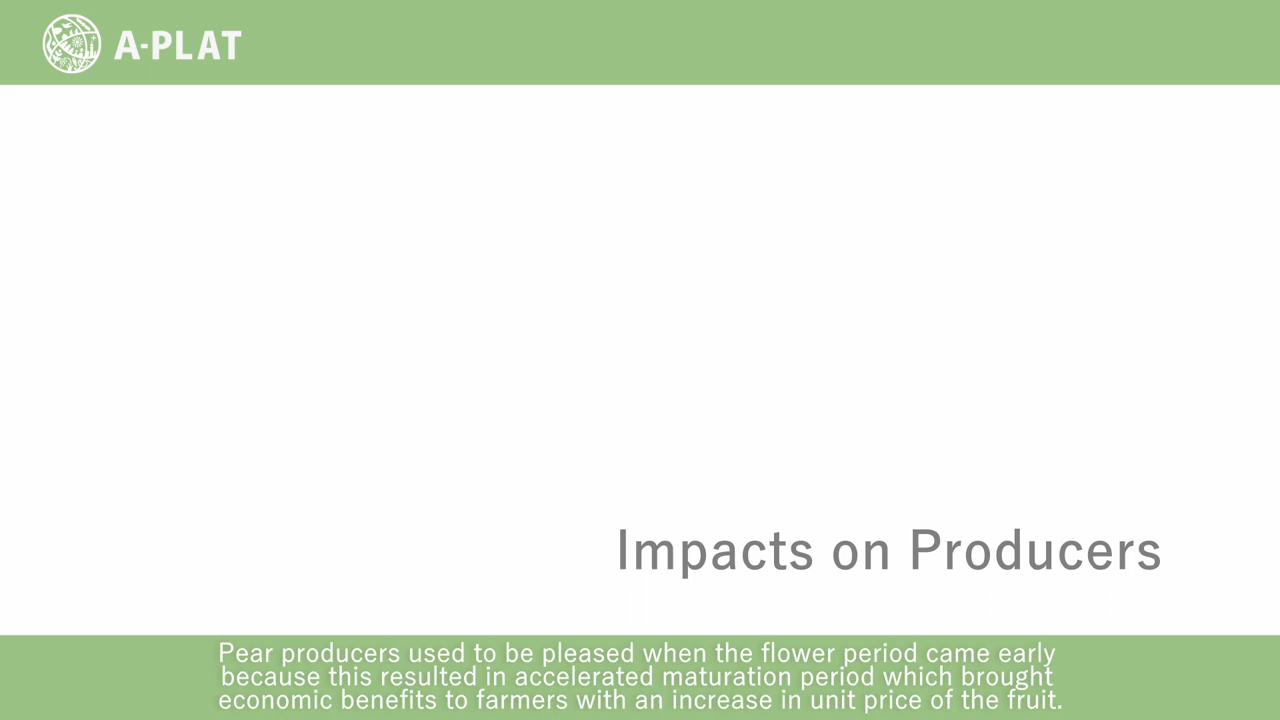 A-PLAT
Impacts on Producers
Pear producers used to be pleased when the flower period came early
because this resulted in accelerated maturation period which brought
economic benefits to farmers with an increase in unit price of the fruit.